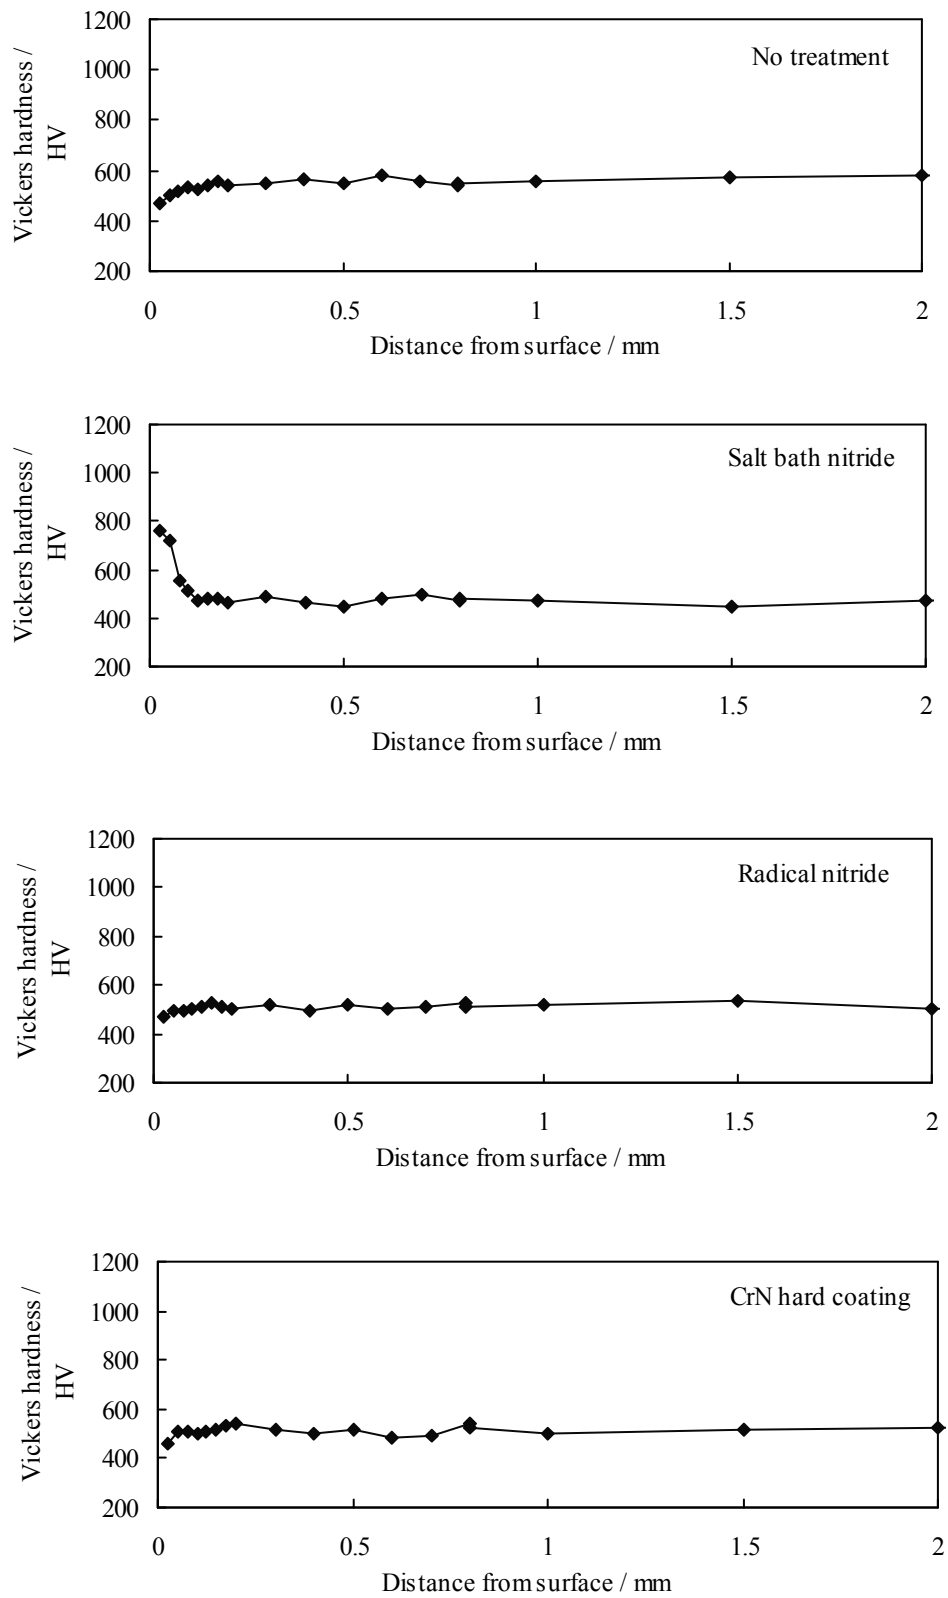 1200
1000
800
600
400
200
Vickers hardness /
HV
No treatment
0 0.5 1 1.5 2
Distance from surface / mm
1200
1000
800
600
400
200
Vickers hardness /
HV
Salt bath nitride
0 0.5 1 1.5 2
Distance from surface / mm
1200
1000
800
600
400
200
Vickers hardness /
HV
Radical nitride
0 0.5 1 1.5 2
Distance from surface / mm
1200
1000
800
600
400
200
Vickers hardness /
HV
CrN hard coating
0 0.5 1 1.5 2
Distance from surface / mm